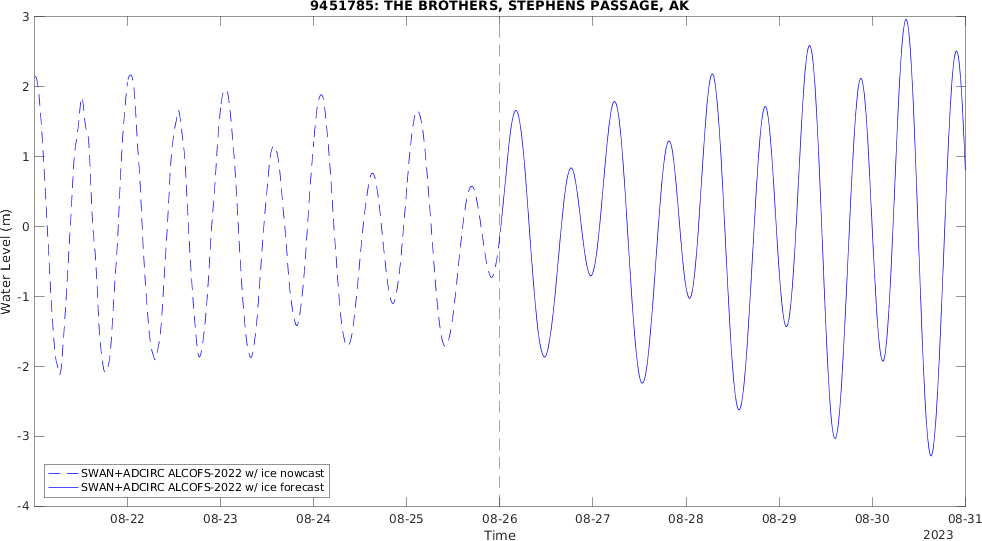 9451785: THE BROTHERS, STEPHENS PASSAGE, AK
3
2
1
0
-1
-2
-3
-4
Water Level (m)
SWAN+ADCIRC ALCOFS-2022 w/ ice nowcast
SWAN+ADCIRC ALCOFS-2022 w/ ice forecast
08-22 08-23 08-24 08-25 08-26 08-27 08-28 08-29 08-30 08-31
Time
2023